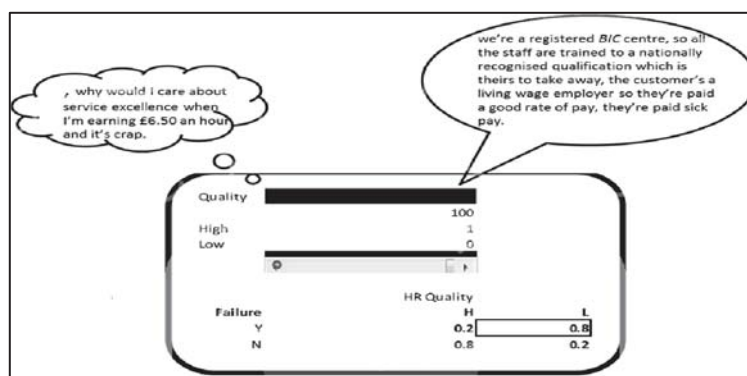 , why would i care about
service excellence when
I'm earning £6.50 an hour
and it's crap.
we're a registered BIC centre, so all
the staff are trained to a nationally
recognised qualification which is
theirs to take away, the customer's a
living wage employer so they're paid
a good rate of pay, they're paid sick
pay.
Quality
100
High 1
Low 0
HR Quality
Failure H L
Y 0.2 0.8
N 0.8 0.2